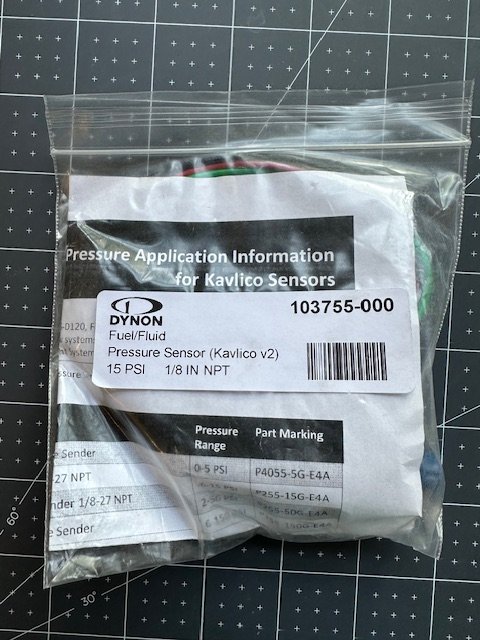 Pressure Application Information
for Kavlico Sensors
DYNON
103755-000
Fuel/Fluid
Pressure Sensor (Kavlico v2)
15 PSI 1/8 IN NPT
Pressure Range
Part Marking
Sender
0-5 PSI
P4055-5G-E4A
27 NPT
1/8-27 NPT
Sender
60°
30°